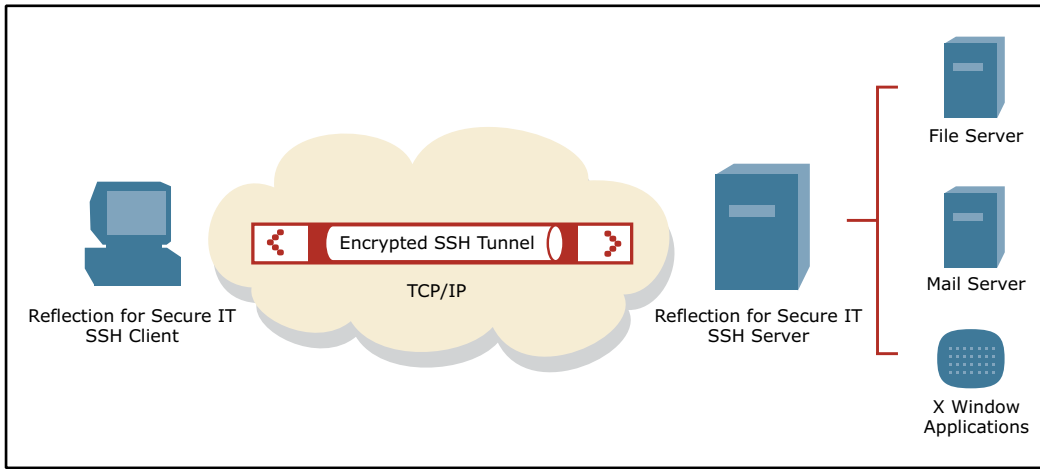 Reflection for Secure IT
SSH Client
Encrypted SSH Tunnel
TCP/IP
Reflection for Secure IT
SSH Server
File Server
Mail Server
X Window
Applications